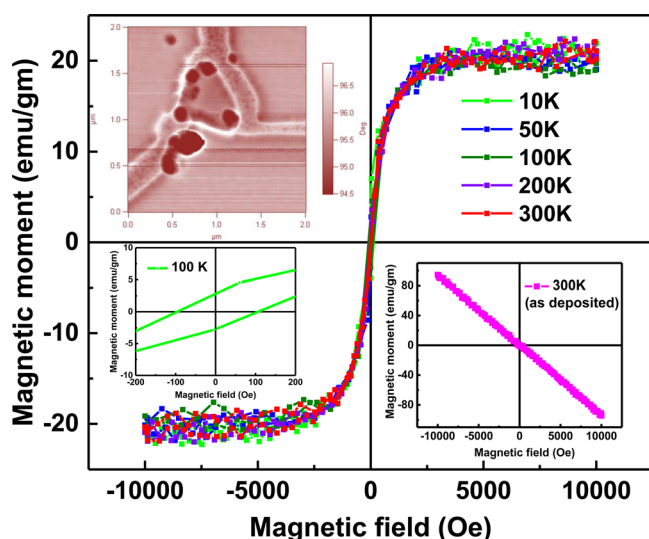 Magnetic moment (emu/gm)
20
10
0
-10
-20
-10000 -5000 0 5000 10000
Magnetic field (Oe)
10K
50K
100K
200K
300K
2.0
1.5
1.0
0.5
0.0
µm
0.0 0.5 1.0 1.5 2.0
µm
96.5
96.0
95.5
95.0
94.5
Deg
100 K
Magnetic moment (emu/gm)
10
5
0
-5
-10
-200 -100 0 100 200
Magnetic field (Oe)
300K
(as deposited)
Magnetic moment (emu/gm)
80
40
0
-40
-80
-10000 -5000 0 5000 10000
Magnetic field (Oe)